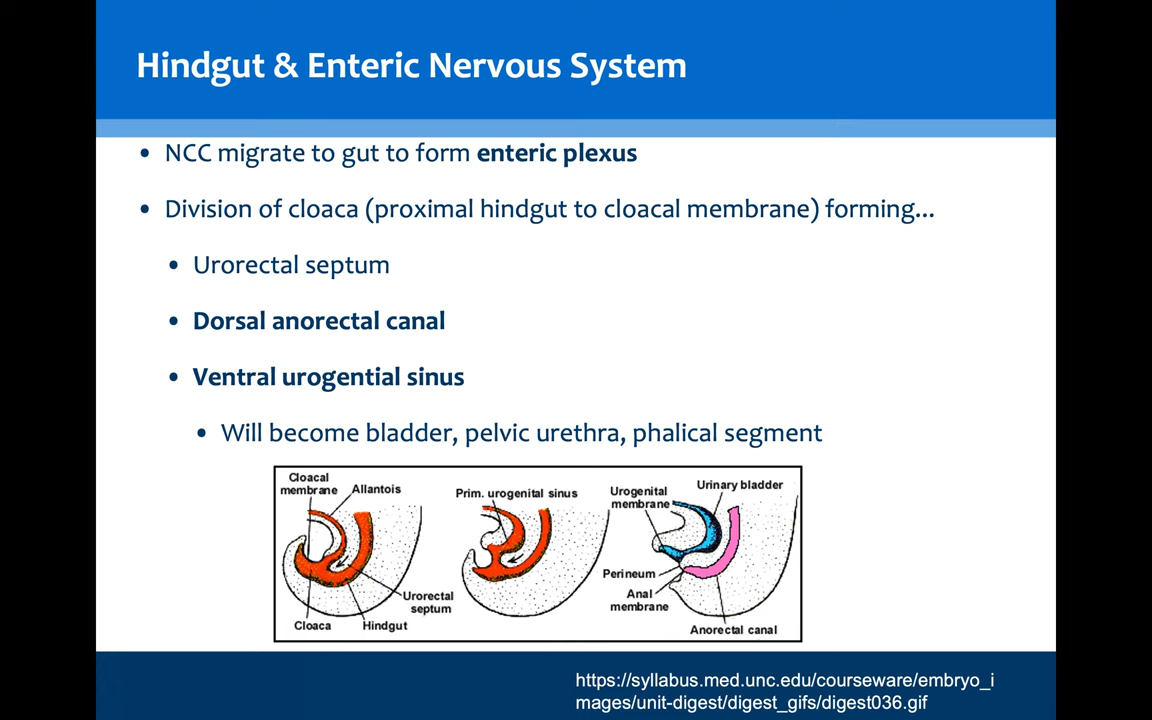 Hindgut & Enteric Nervous System
• NCC migrate to gut to form enteric plexus
• Division of cloaca (proximal hindgut to cloacal membrane) forming...
• Urorectal septum
• Dorsal anorectal canal
• Ventral urogential sinus
• Will become bladder, pelvic urethra, phalical segment
Cloacal
membrane
Allantois
Urorectal
septum
Cloaca
Hindgut
Prim. urogenital sinus
Urogenital
membrane
Urinary bladder
Perineum
Anal
membrane
Anorectal canal
https://syllabus.med.unc.edu/courseware/embryo_i
mages/unit-digest/digest_gifs/digest036.gif